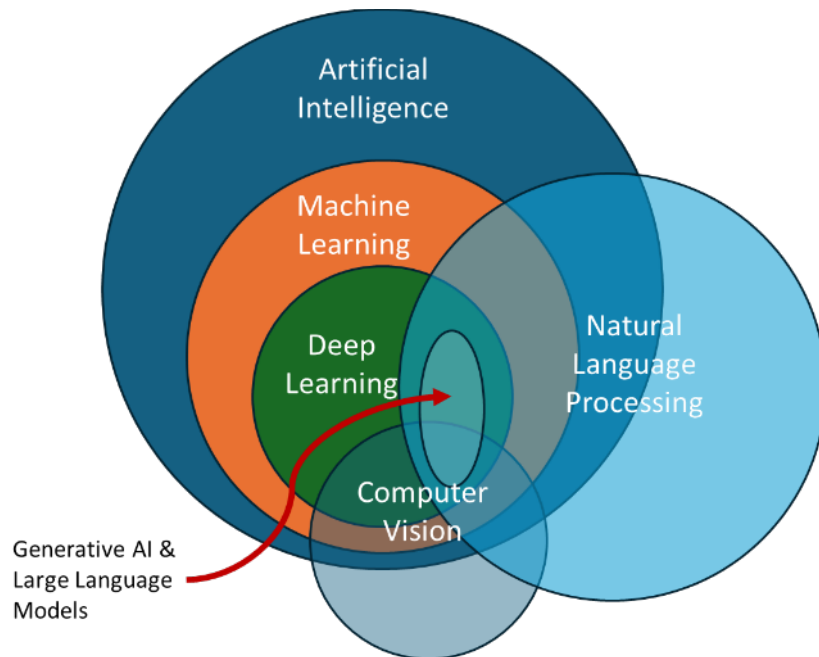 Artificial
Intelligence
Machine
Learning
Deep
Learning
Natural
Language
Processing
Computer
Vision
Generative AI &
Large Language
Models